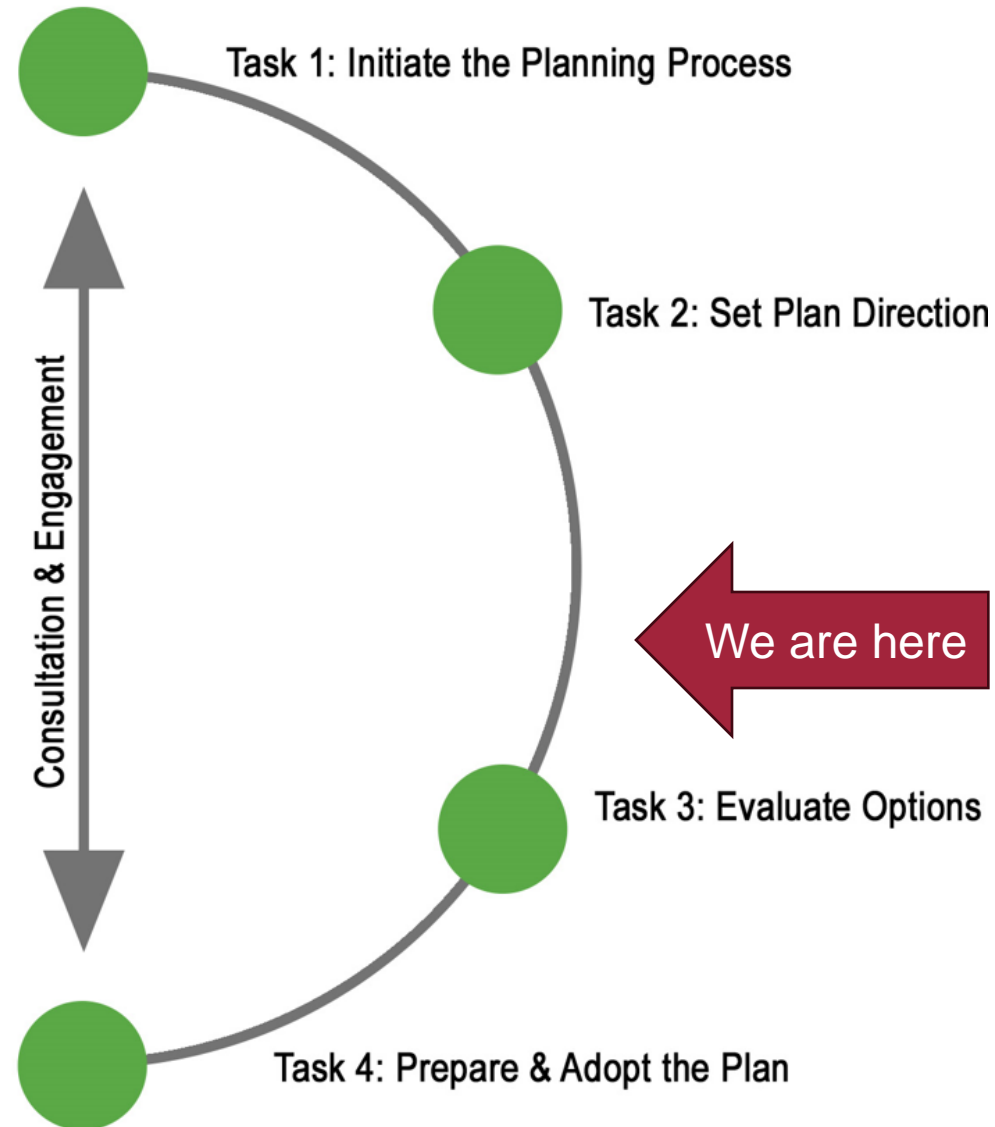 Task 1: Initiate the Planning Process
Task 2: Set Plan Direction
Consultation & Engagement
We are here
Task 3: Evaluate Options
Task 4: Prepare & Adopt the Plan